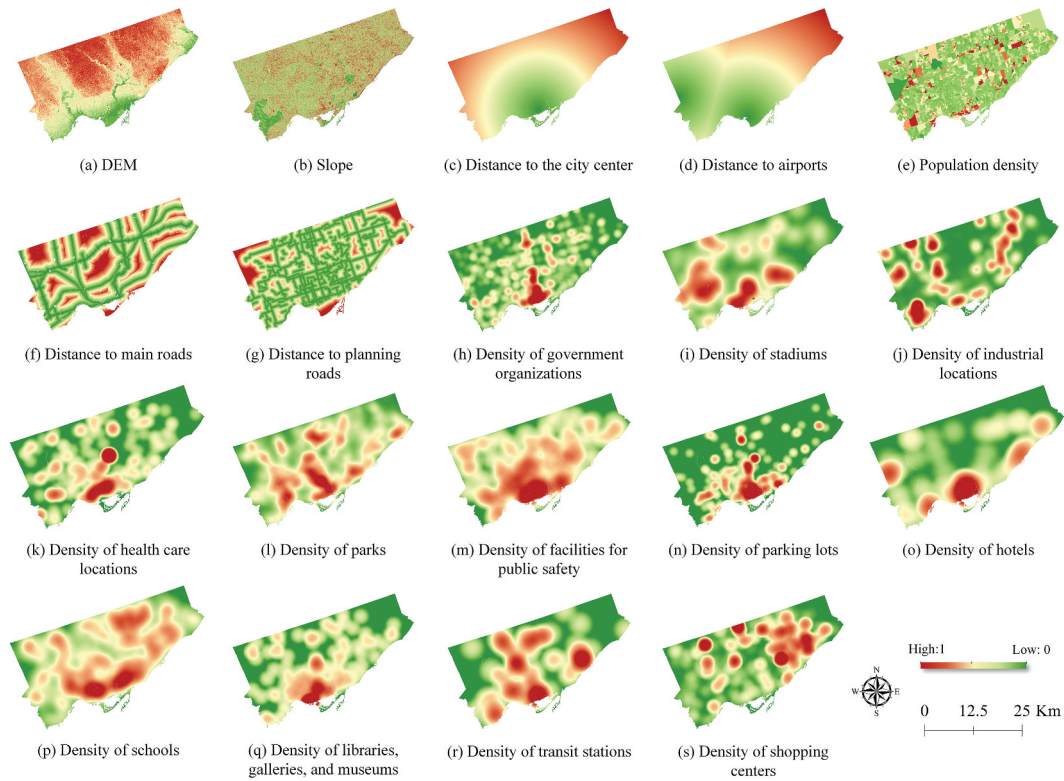 (a) DEM
(b) Slope
(c) Distance to the city center
(d) Distance to airports
(e) Population density
(f) Distance to main roads
(g) Distance to planning
roads
(h) Density of government
organizations
(i) Density of stadiums
(j) Density of industrial
locations
(k) Density of health care
locations
(l) Density of parks
(m) Density of facilities for
public safety
(n) Density of parking lots
(o) Density of hotels
(p) Density of schools
(q) Density of libraries,
galleries, and museums
(r) Density of transit stations
(s) Density of shopping
centers
High:1 Low: 0
N
W E
S
0 12.5 25 Km